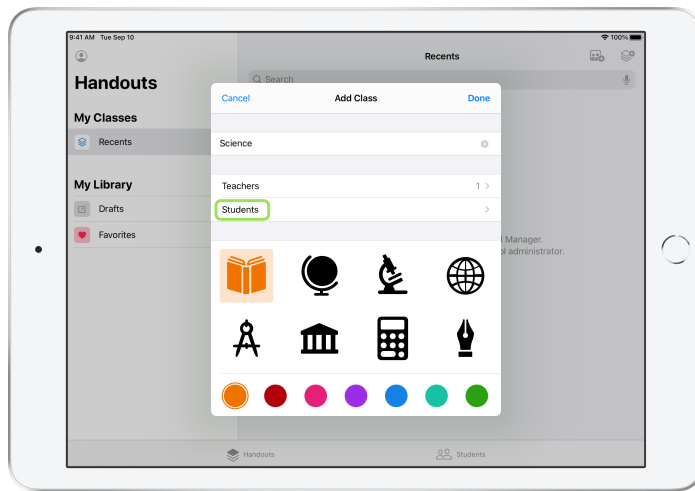 9:41 AM Tue Sep 10
100%
Recents
Handouts
Search
My Classes
Recents
My Library
Drafts
Favorites
Cancel
Add Class
Done
Science
Teachers
1
Students
Manager.
ol administrator.
Handouts
Students